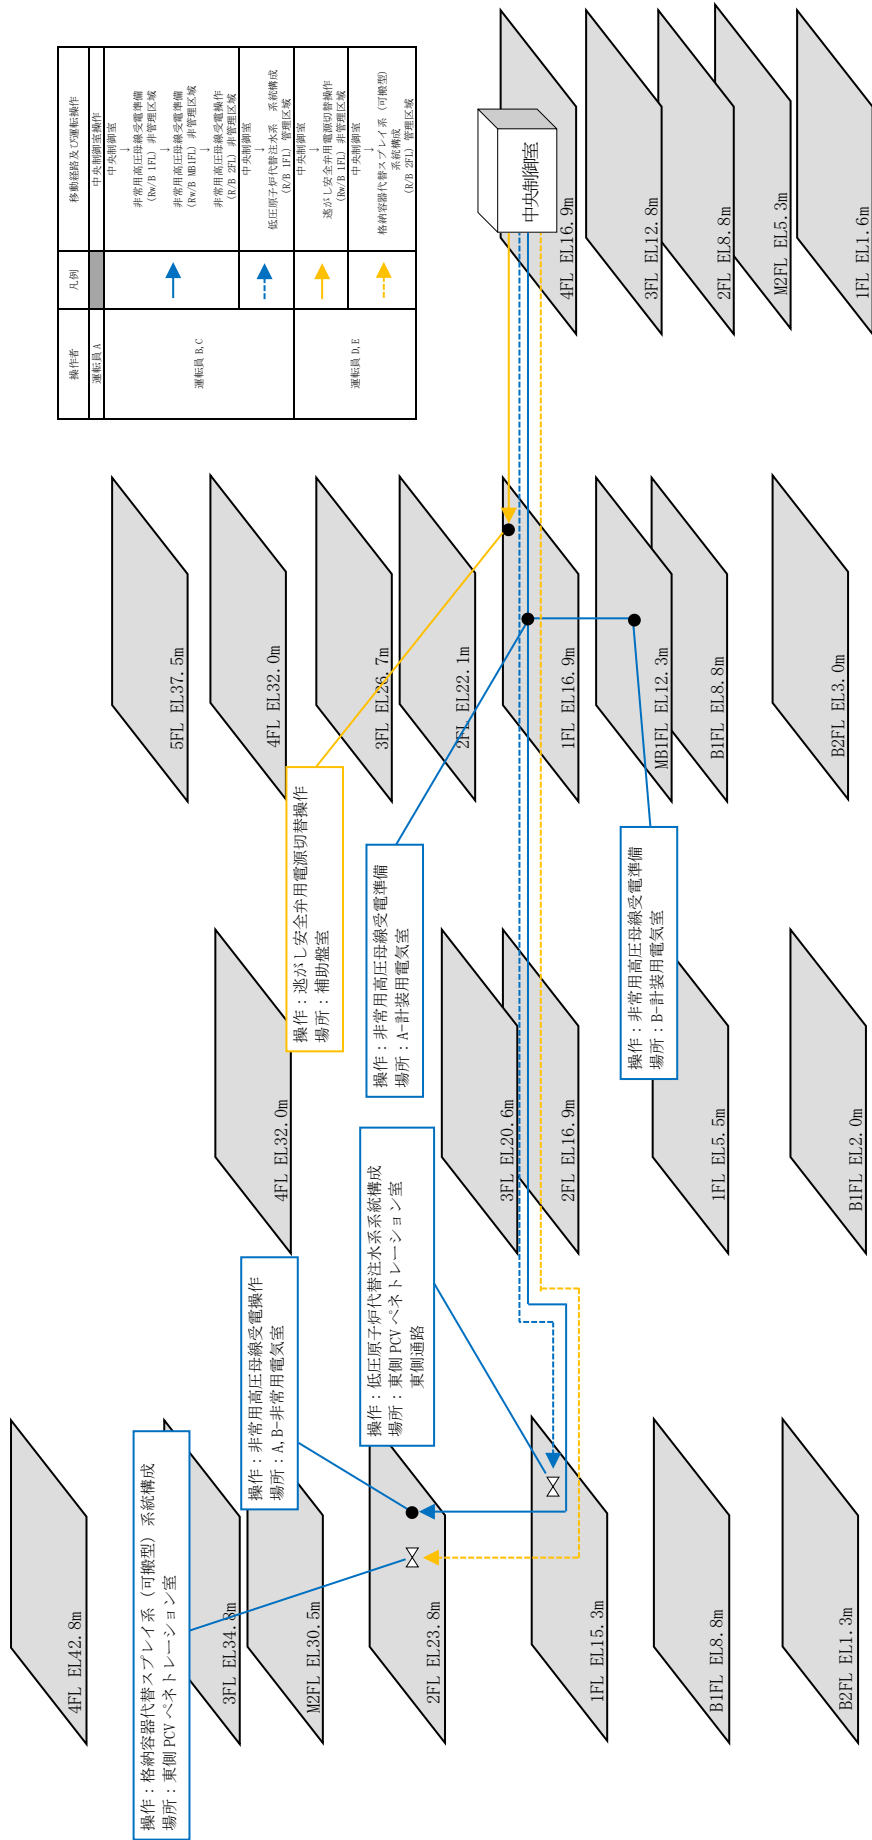 操作者
凡例
移動経路及び運転操作
運転員 A
中央制御室操作
運転員 B,C
中央制御室
↓
非常用高圧母線受電準備
(Rw/B 1FL) 非管理区域
↓
非常用高圧母線受電準備
(Rw/B MB1FL) 非管理区域
↓
非常用高圧母線受電操作
(R/B 2FL) 非管理区域
中央制御室
↓
低圧原子炉代替注水系 系統構成
(R/B 1FL) 管理区域
運転員 D,E
中央制御室
↓
逃がし安全弁用電源切替操作
(Rw/B 1FL) 非管理区域
中央制御室
↓
格納容器代替スプレイ系 (可搬型)
系統構成
(R/B 2FL) 管理区域
4FL EL42.8m
3FL EL34.8m
M2FL EL30.5m
2FL EL23.8m
1FL EL15.3m
B1FL EL8.8m
B2FL EL1.3m
操作：格納容器代替スプレイ系 (可搬型) 系統構成
場所：東側 PCV ペネトレーション室
操作：非常用高圧母線受電操作
場所：A,B-非常用電気室
操作：低圧原子炉代替注水系系統構成
場所：東側 PCV ペネトレーション室
東側通路
4FL EL32.0m
3FL EL20.6m
2FL EL16.9m
1FL EL5.5m
B1FL EL2.0m
操作：逃がし安全弁用電源切替操作
場所：補助盤室
操作：非常用高圧母線受電準備
場所：A-計装用電気室
操作：非常用高圧母線受電準備
場所：B-計装用電気室
5FL EL37.5m
4FL EL32.0m
3FL EL26.7m
2FL EL22.1m
1FL EL16.9m
MB1FL EL12.3m
B1FL EL8.8m
B2FL EL3.0m
中央制御室
4FL EL16.9m
3FL EL12.8m
2FL EL8.8m
M2FL EL5.3m
1FL EL1.6m